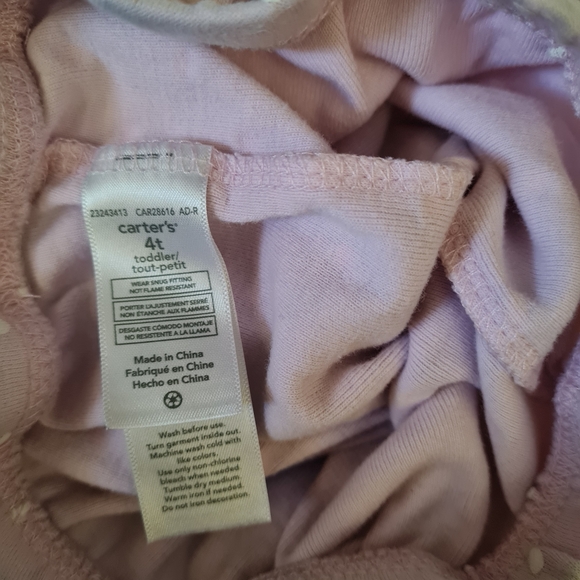 23243413 CAR28616 AD-R
carter's®
4t
toddler/
tout-petit
WEAR SNUG FITTING
NOT FLAME RESISTANT
PORTER L'AJUSTEMENT SERRÉ
NON ÉTANCHE AUX FLAMMES
DESGASTE CÓMODO MONTAJE
NO RESISTENTE A LA LLAMA
Made in China
Fabriqué en Chine
Hecho en China
Wash before use.
Turn garment inside out.
Machine wash cold with
like colors.
Use only non-chlorine
bleach when needed.
Tumble dry medium.
Warm iron if needed.
Do not iron decoration.